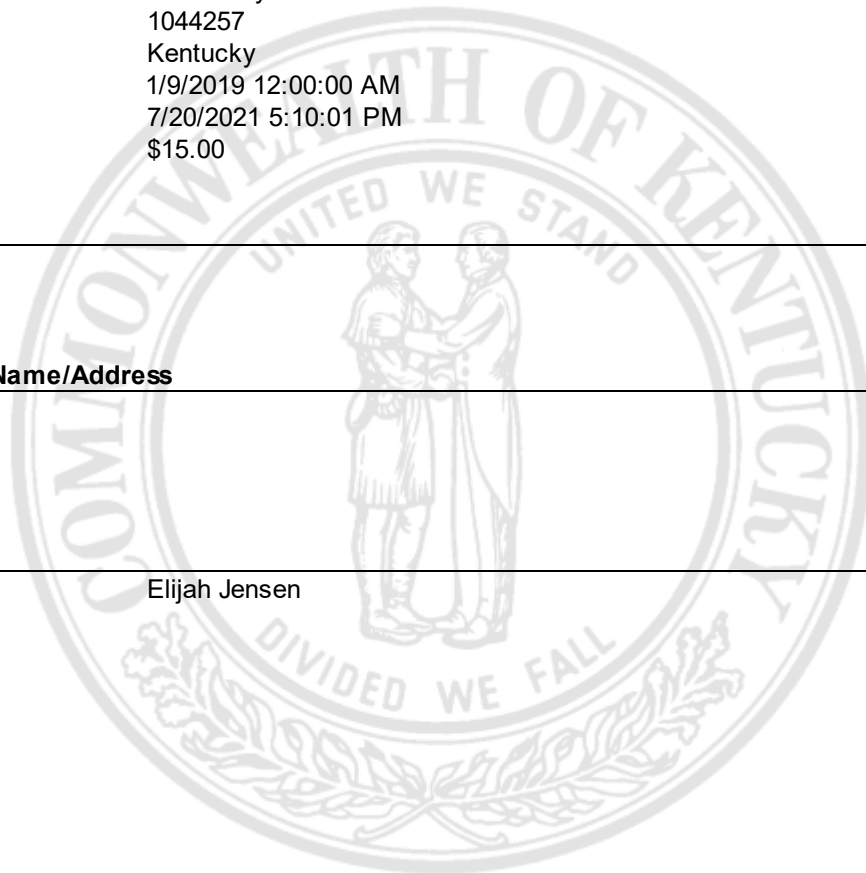 1044257
Kentucky
1/9/2019 12:00:00 AM
7/20/2021 5:10:01 PM
$15.00
COMMONWEALTH OF KENTUCKY
UNITED WE STAND
Name/Address
Elijah Jensen
DIVIDED WE FALL